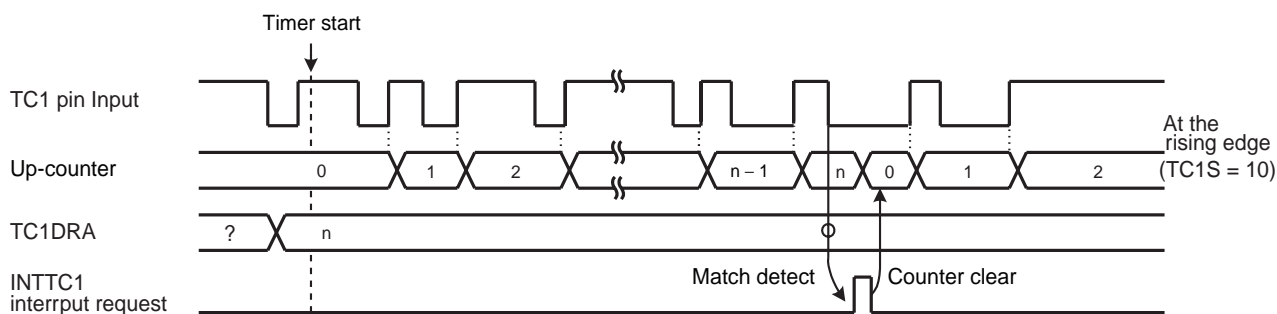 Timer start
TC1 pin Input
At the
rising edge
(TC1S = 10)
Up-counter
0 1 2 n – 1 n 0 1 2
TC1DRA
? n
Match detect Counter clear
INTTC1
interrput request